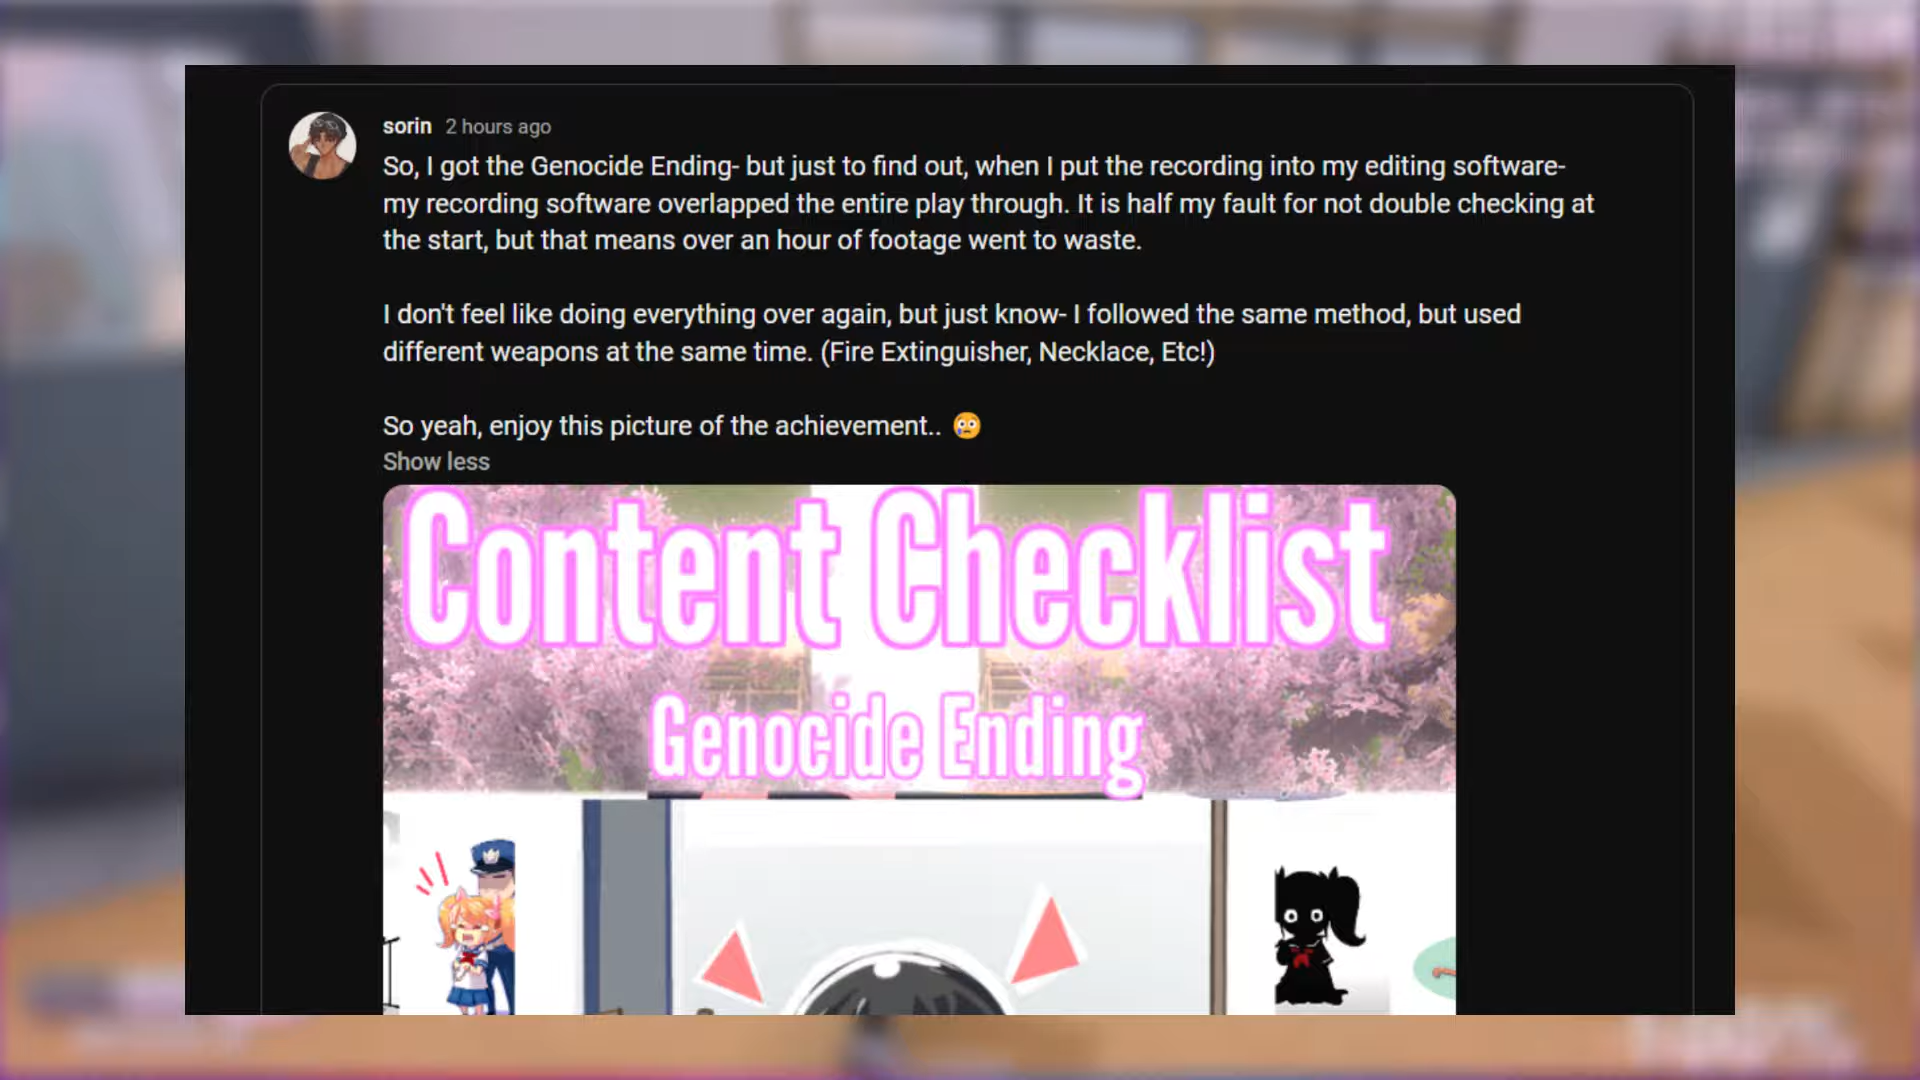 sorin 2 hours ago
So, I got the Genocide Ending- but just to find out, when I put the recording into my editing software-
my recording software overlapped the entire play through. It is half my fault for not double checking at
the start, but that means over an hour of footage went to waste.
I don't feel like doing everything over again, but just know- I followed the same method, but used
different weapons at the same time. (Fire Extinguisher, Necklace, Etc!)
So yeah, enjoy this picture of the achievement.. 😢
Show less
Content Checklist
Genocide Ending